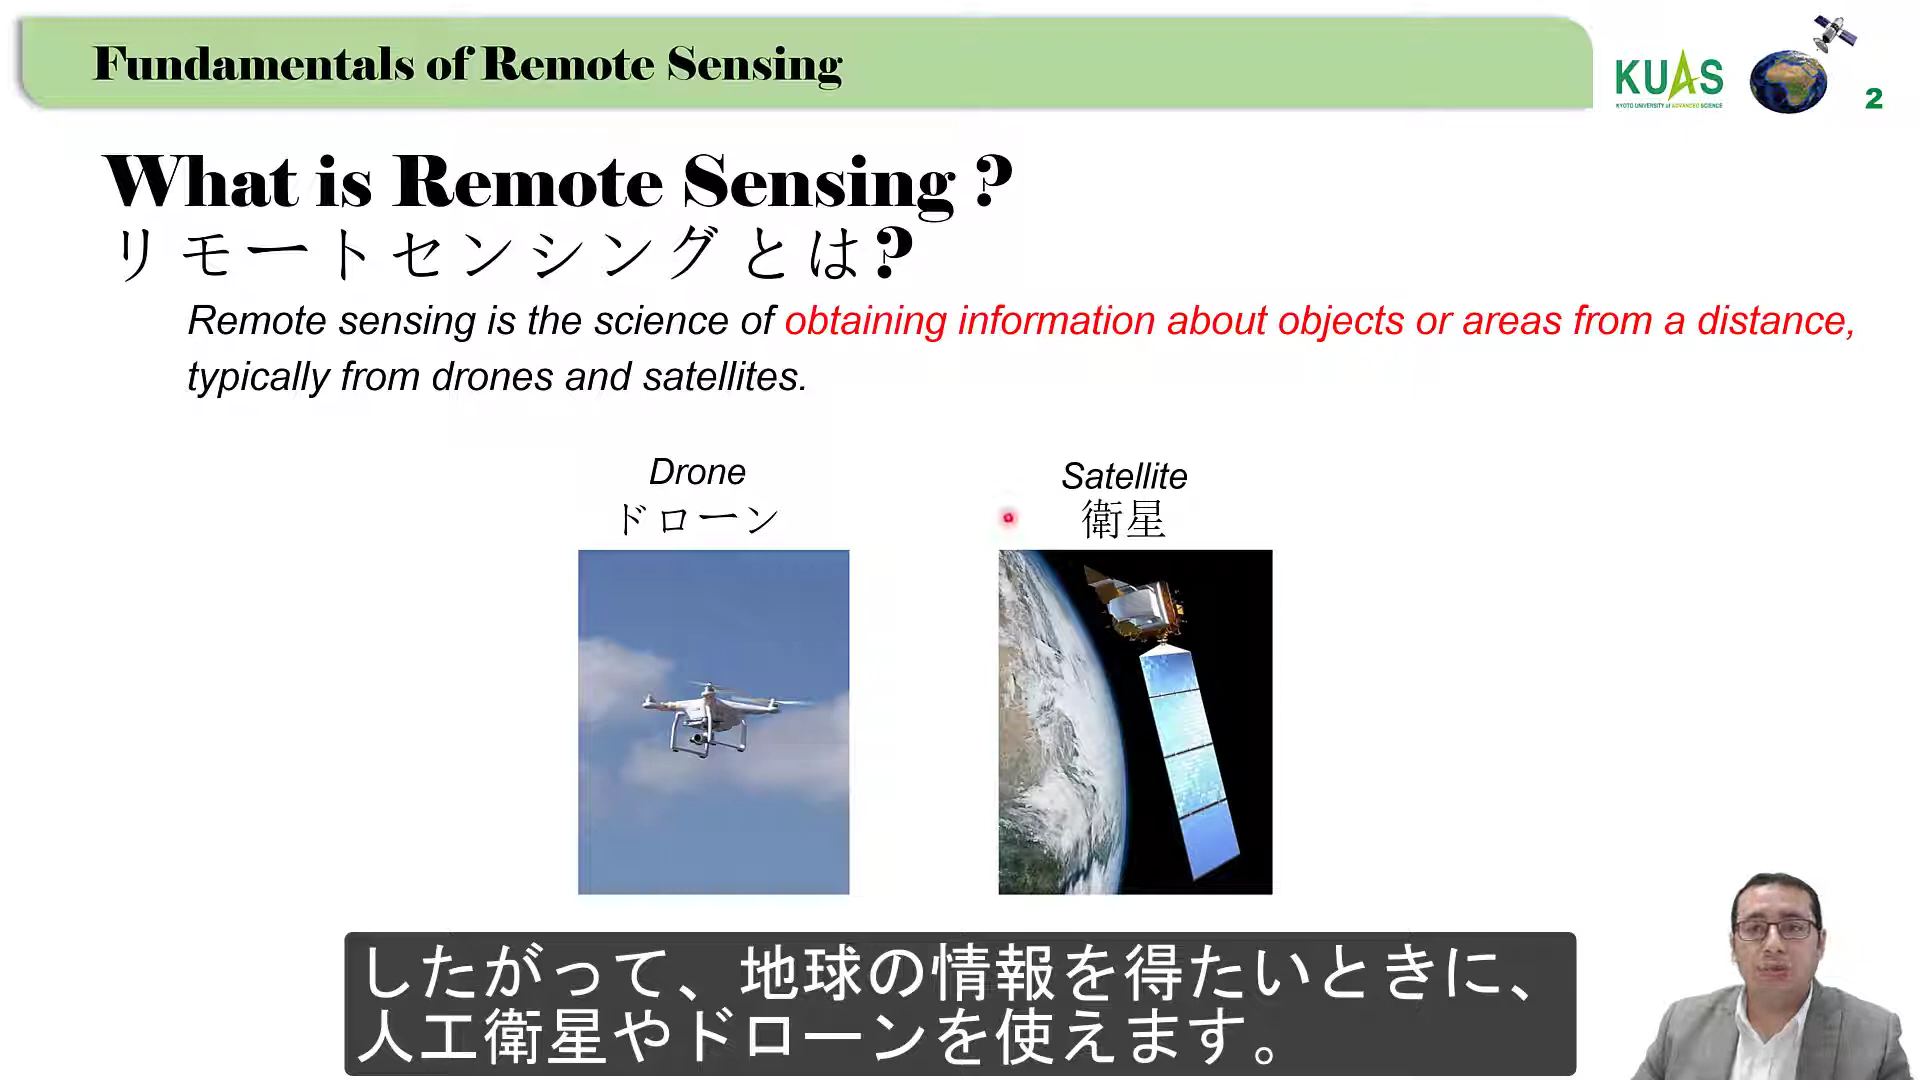 Fundamentals of Remote Sensing
KUAS
KYOTO UNIVERSITY of ADVANCED SCIENCE
2
What is Remote Sensing ?
リモートセンシングとは?
Remote sensing is the science of obtaining information about objects or areas from a distance,
typically from drones and satellites.
Drone
ドローン
Satellite
衛星
したがって、地球の情報を得たいときに、
人工衛星やドローンを使えます。